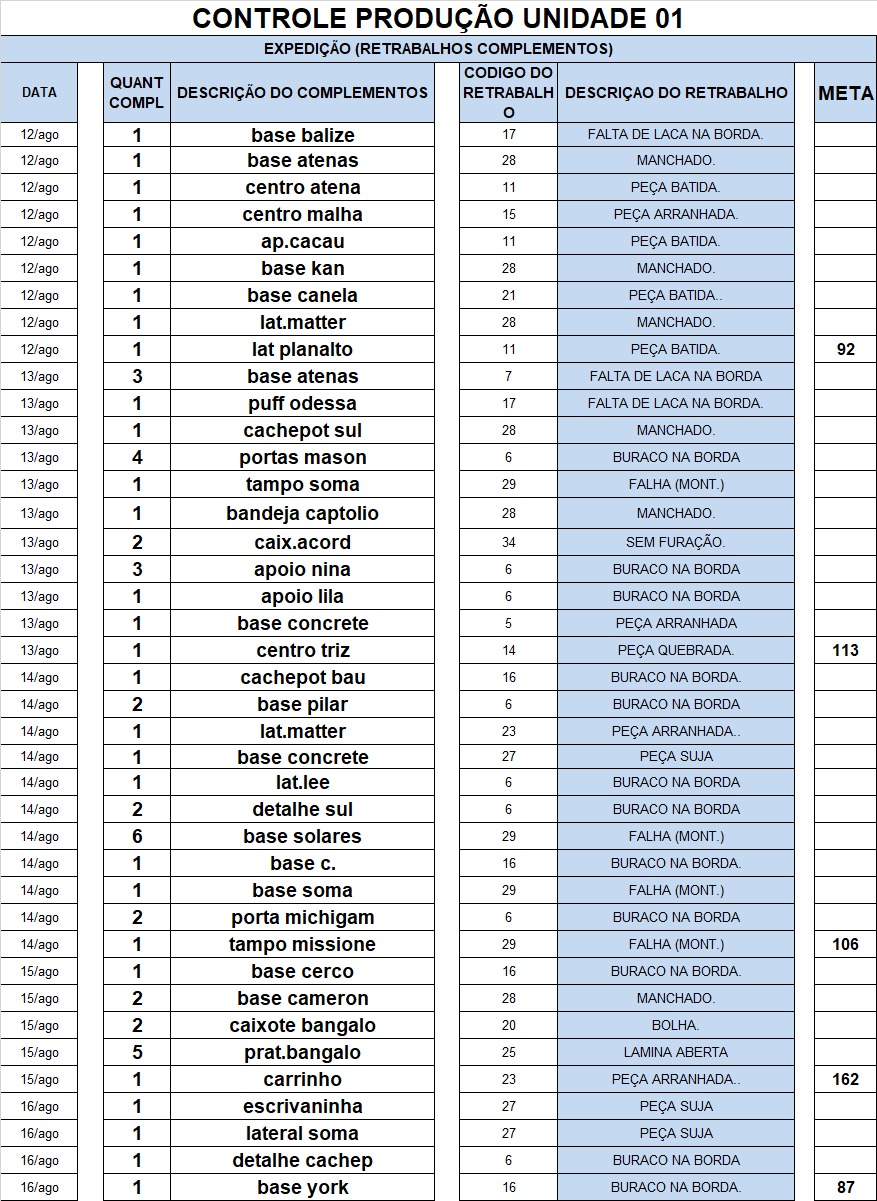 CONTROLE PRODUÇÃO UNIDADE 01
EXPEDIÇÃO (RETRABALHOS COMPLEMENTOS)
DATA QUANT COMPL DESCRIÇÃO DO COMPLEMENTOS CODIGO DO RETRABALHO DESCRIÇAO DO RETRABALHO META
12/ago 1 base balize 17 FALTA DE LACA NA BORDA.
12/ago 1 base atenas 28 MANCHADO.
12/ago 1 centro atena 11 PEÇA BATIDA.
12/ago 1 centro malha 15 PEÇA ARRANHADA.
12/ago 1 ap.cacau 11 PEÇA BATIDA.
12/ago 1 base kan 28 MANCHADO.
12/ago 1 base canela 21 PEÇA BATIDA..
12/ago 1 lat.matter 28 MANCHADO.
12/ago 1 lat planalto 11 PEÇA BATIDA. 92
13/ago 3 base atenas 7 FALTA DE LACA NA BORDA
13/ago 1 puff odessa 17 FALTA DE LACA NA BORDA.
13/ago 1 cachepot sul 28 MANCHADO.
13/ago 4 portas mason 6 BURACO NA BORDA
13/ago 1 tampo soma 29 FALHA (MONT.)
13/ago 1 bandeja captolio 28 MANCHADO.
13/ago 2 caix.acord 34 SEM FURAÇÃO.
13/ago 3 apoio nina 6 BURACO NA BORDA
13/ago 1 apoio lila 6 BURACO NA BORDA
13/ago 1 base concrete 5 PEÇA ARRANHADA
13/ago 1 centro triz 14 PEÇA QUEBRADA. 113
14/ago 1 cachepot bau 16 BURACO NA BORDA.
14/ago 2 base pilar 6 BURACO NA BORDA
14/ago 1 lat.matter 23 PEÇA ARRANHADA..
14/ago 1 base concrete 27 PEÇA SUJA
14/ago 1 lat.lee 6 BURACO NA BORDA
14/ago 2 detalhe sul 6 BURACO NA BORDA
14/ago 6 base solares 29 FALHA (MONT.)
14/ago 1 base c. 16 BURACO NA BORDA.
14/ago 1 base soma 29 FALHA (MONT.)
14/ago 2 porta michigam 6 BURACO NA BORDA
14/ago 1 tampo missione 29 FALHA (MONT.) 106
15/ago 1 base cerco 16 BURACO NA BORDA.
15/ago 2 base cameron 28 MANCHADO.
15/ago 2 caixote bangalo 20 BOLHA.
15/ago 5 prat.bangalo 25 LAMINA ABERTA
15/ago 1 carrinho 23 PEÇA ARRANHADA.. 162
16/ago 1 escrivaninha 27 PEÇA SUJA
16/ago 1 lateral soma 27 PEÇA SUJA
16/ago 1 detalhe cachep 6 BURACO NA BORDA
16/ago 1 base york 16 BURACO NA BORDA. 87